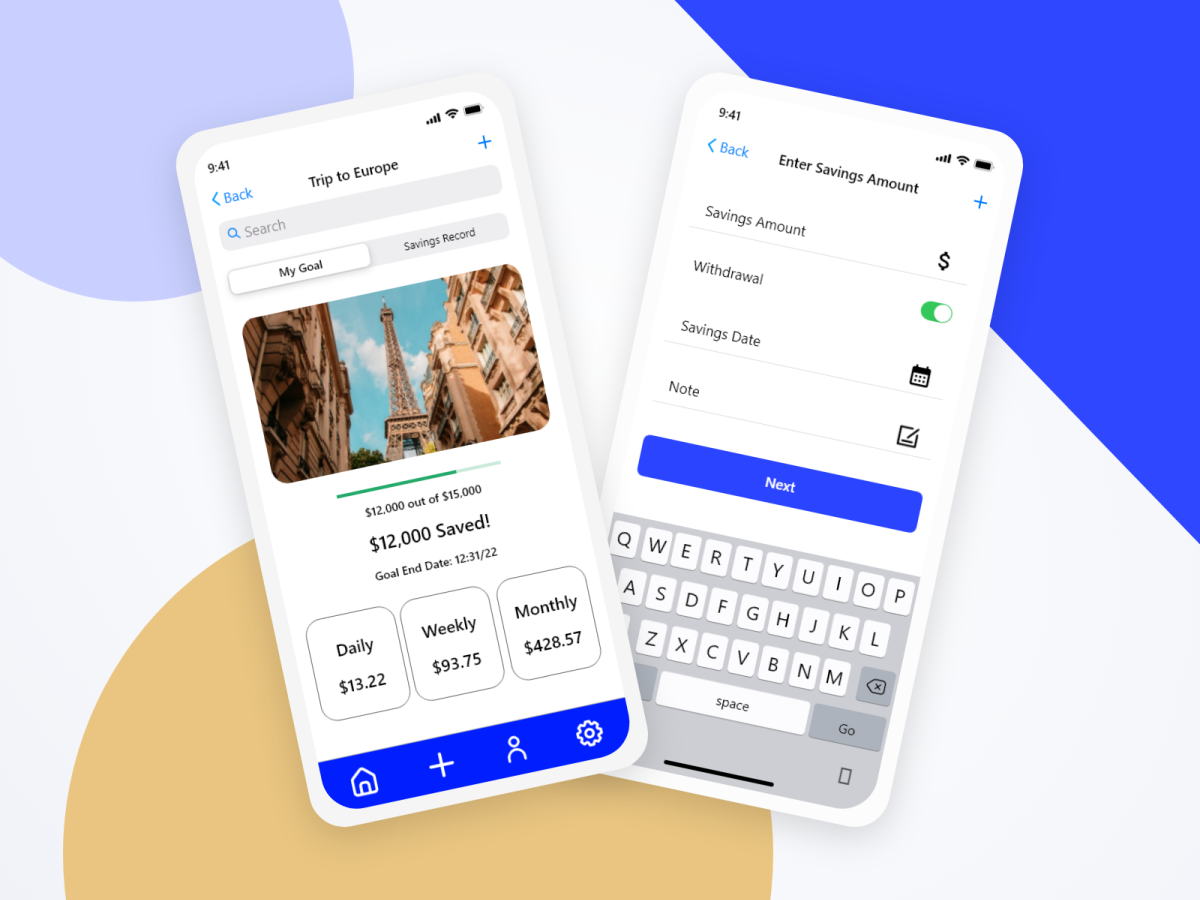 9:41
Back
Trip to Europe
Search
My Goal
Savings Record
$12,000 out of $15,000
$12,000 Saved!
Goal End Date: 12:31/22
Daily
$13.22
Weekly
$93.75
Monthly
$428.57
9:41
Back
Enter Savings Amount
Savings Amount
$
Withdrawal
Savings Date
Note
Next
Q W E R T Y U I O P
A S D F G H J K L
Z X C V B N M
space
Go